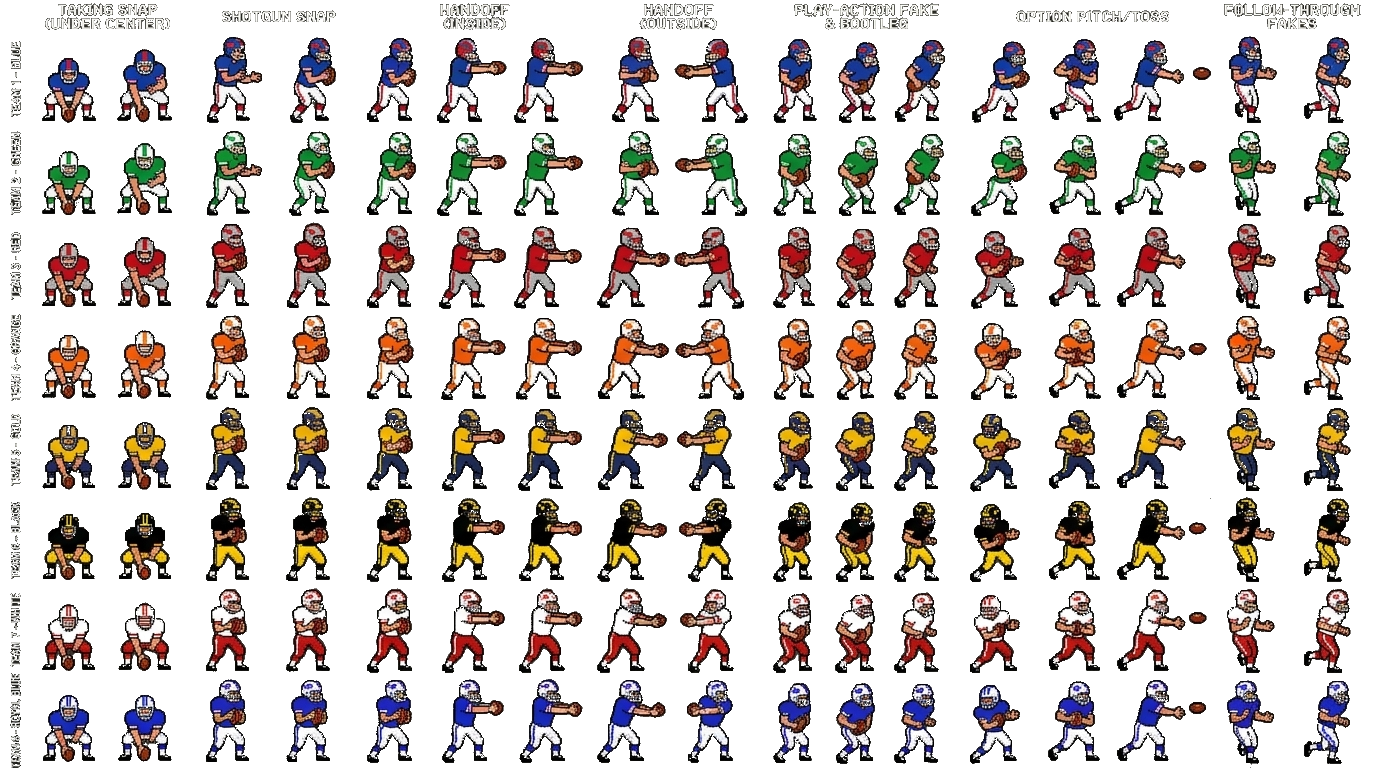 TAKING SNAP
(UNDER CENTER)
SHOTGUN SNAP
HANDOFF
(INSIDE)
HANDOFF
(OUTSIDE)
PLAY-ACTION FAKE
& BOOTLEG
OPTION PITCH/TOSS
FOLLOW-THROUGH
FAKES
TEAM 1 - BLUE
TEAM 2 - GREEN
TEAM 3 - RED
TEAM 4 - ORANGE
TEAM 5 - GOLD
TEAM 6 - BLACK
TEAM 7 - WHITE
ROYAL BLUE